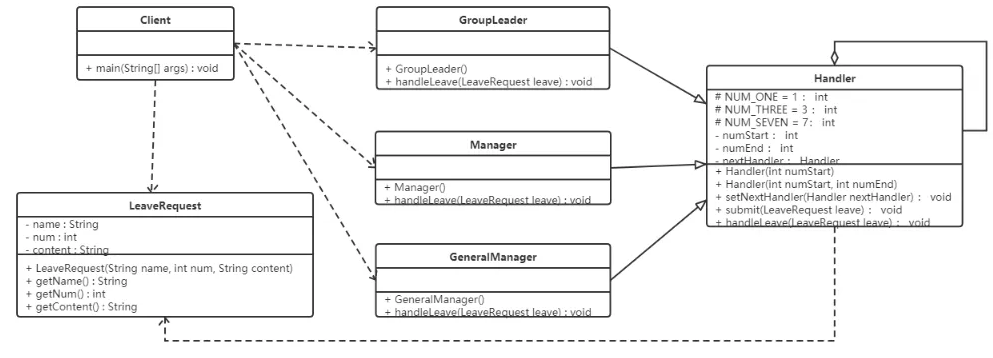 Client
+ main(String[] args) : void
GroupLeader
+ GroupLeader()
+ handleLeave(LeaveRequest leave) : void
Manager
+ Manager()
+ handleLeave(LeaveRequest leave) : void
GeneralManager
+ GeneralManager()
+ handleLeave(LeaveRequest leave) : void
Handler
# NUM_ONE = 1 : int
# NUM_THREE = 3 : int
# NUM_SEVEN = 7 : int
- numStart : int
- numEnd : int
- nextHandler : Handler
+ Handler(int numStart)
+ Handler(int numStart, int numEnd)
+ setNextHandler(Handler nextHandler) : void
+ submit(LeaveRequest leave) : void
+ handleLeave(LeaveRequest leave) : void
LeaveRequest
- name : String
- num : int
- content : String
+ LeaveRequest(String name, int num, String content)
+ getName() : String
+ getNum() : int
+ getContent() : String